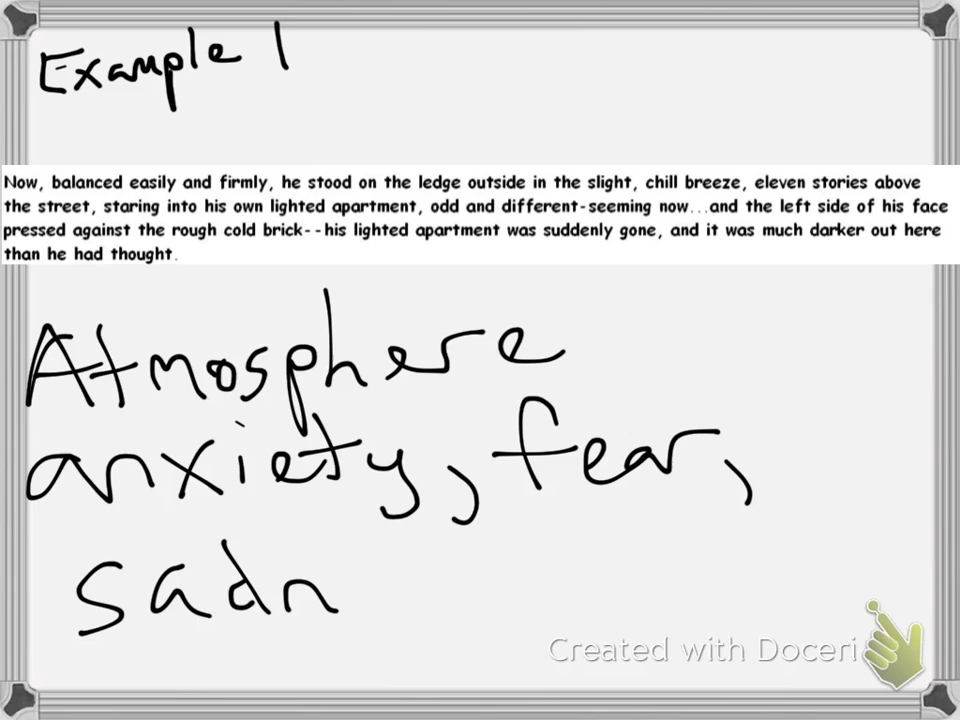 Example 1
Now, balanced easily and firmly, he stood on the ledge outside in the slight, chill breeze, eleven stories above
the street, staring into his own lighted apartment, odd and different-seeming now...and the left side of his face
pressed against the rough cold brick--his lighted apartment was suddenly gone, and it was much darker out here
than he had thought.
Atmosphere
anxiety, fear,
sadn
Created with Doceri